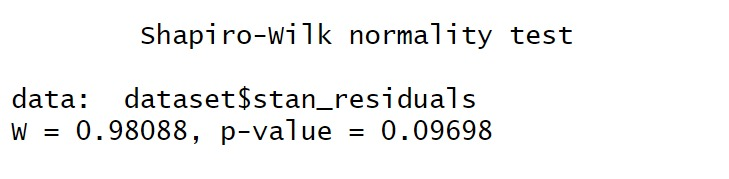 Shapiro-Wilk normality test
data:  dataset$stan_residuals
W = 0.98088, p-value = 0.09698